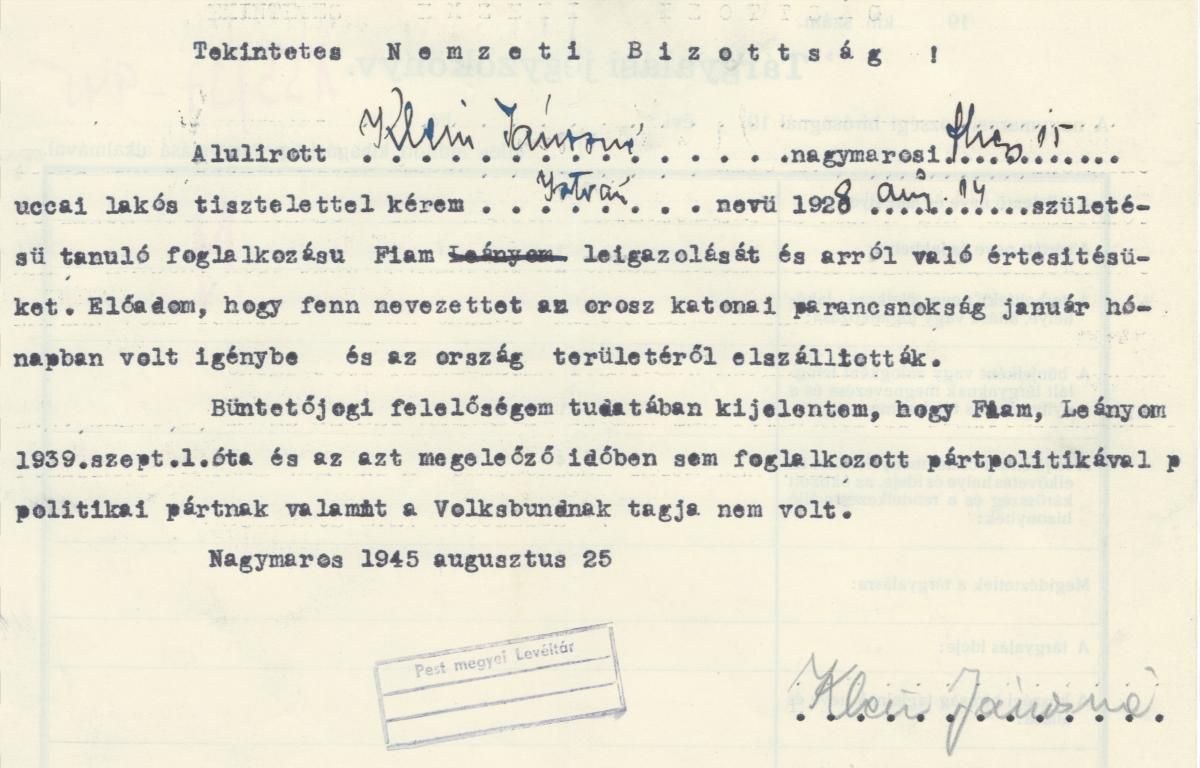 Tekintetes Nemzeti Bizottság !
Alulirott Klein Jánosné nagymarosi 15
uccai lakós tisztelettel kérem István nevü 1928 aug 14 születé-
sü tanuló foglalkozásu Fiam Leányom leigazolását és arról való értesitésü-
ket. Előadom, hogy fenn nevezettet az orosz katonai parancsnokság január hó-
napban volt igénybe és az ország területéről elszállitották.
Büntetőjogi felelőségem tudatában kijelentem, hogy Fiam, Leányom
1939.szept.1.óta és az azt megeleőző időben sem foglalkozott pártpolitikával p
politikai pártnak valamint a Volksbundnak tagja nem volt.
Nagymaros 1945 augusztus 25
Pest megyei Levéltár
Klein Jánosné